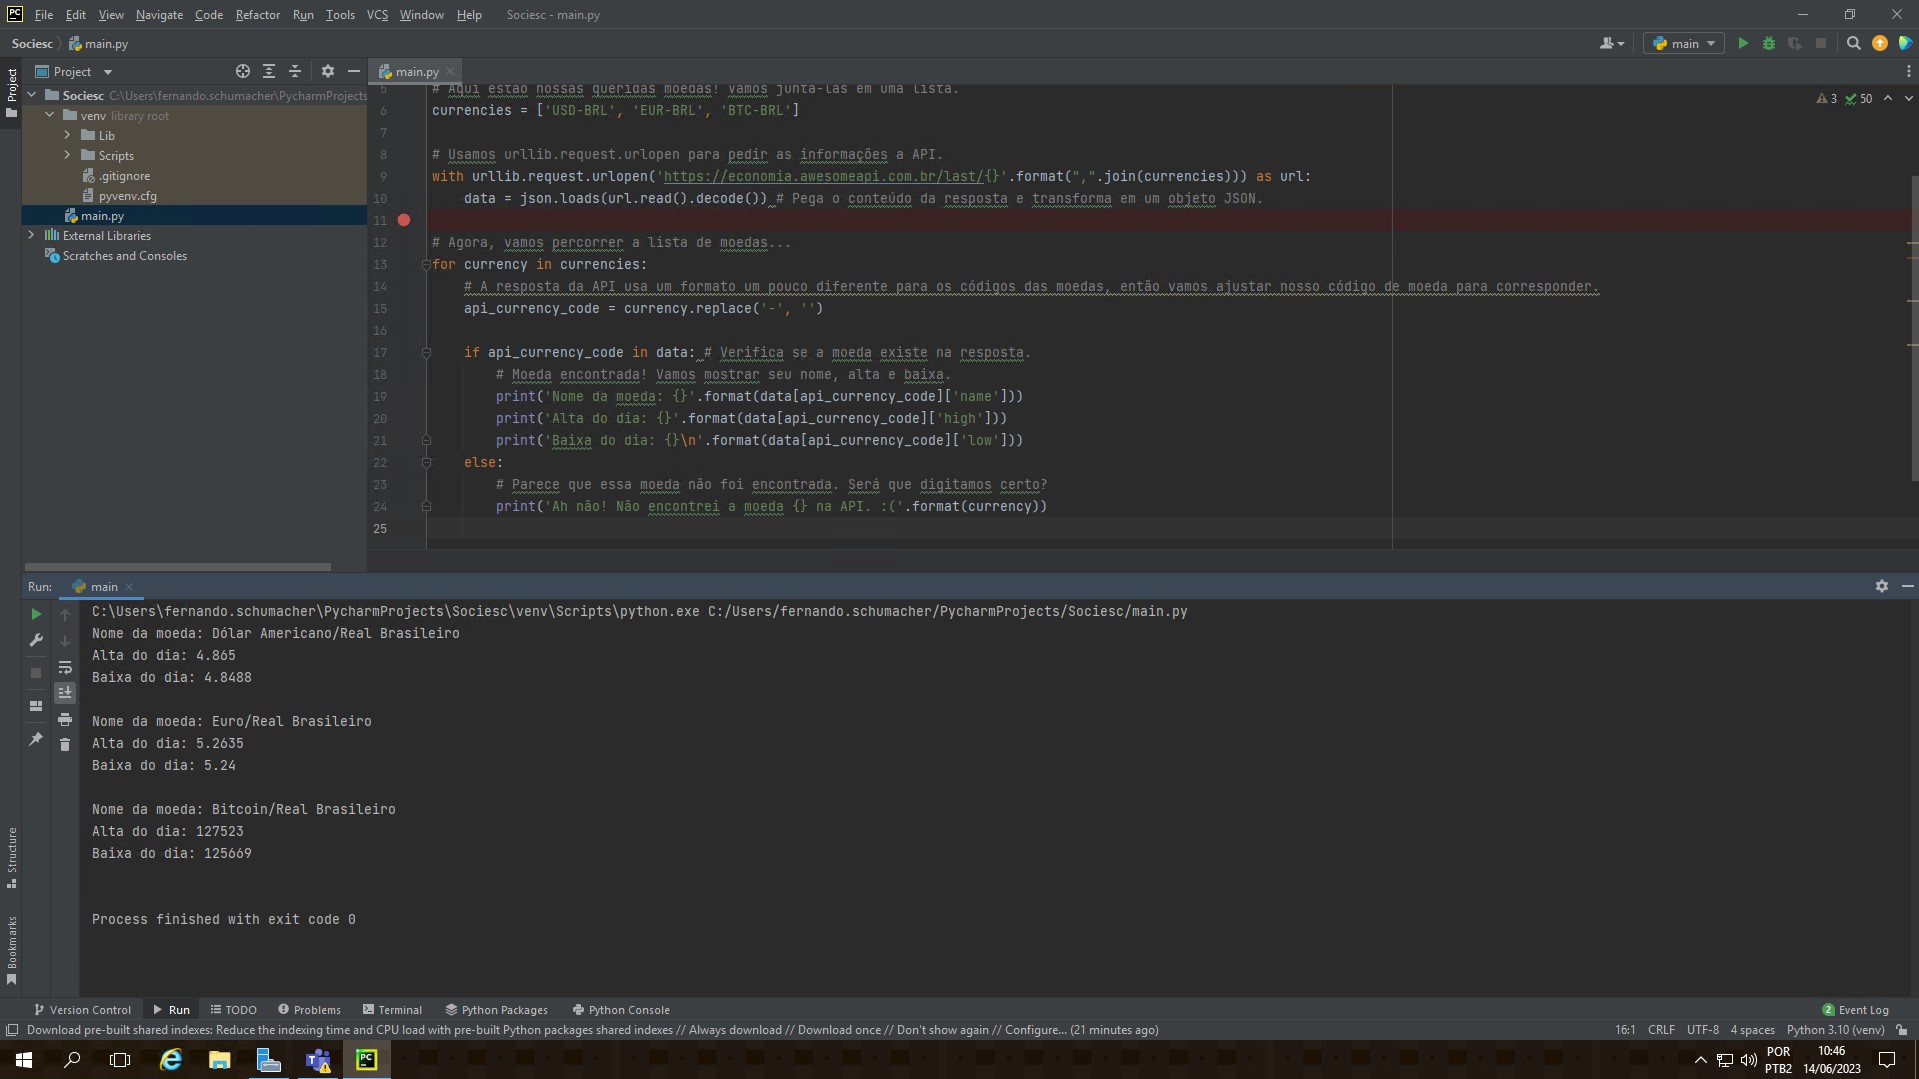 File Edit View Navigate Code Refactor Run Tools VCS Window Help Sociesc - main.py
Sociesc main.py main
Project main.py
Project
Sociesc C:\Users\fernando.schumacher\PycharmProjects
venv library root
Lib
Scripts
.gitignore
pyvenv.cfg
main.py
External Libraries
Scratches and Consoles
3 50
5 # Aqui estão nossas queridas moedas! Vamos juntá-las em uma lista.
6 currencies = ['USD-BRL', 'EUR-BRL', 'BTC-BRL']
7
8 # Usamos urllib.request.urlopen para pedir as informações a API.
9 with urllib.request.urlopen('https://economia.awesomeapi.com.br/last/{}'.format(",".join(currencies))) as url:
10 data = json.loads(url.read().decode()) # Pega o conteúdo da resposta e transforma em um objeto JSON.
11
12 # Agora, vamos percorrer a lista de moedas...
13 for currency in currencies:
14 # A resposta da API usa um formato um pouco diferente para os códigos das moedas, então vamos ajustar nosso código de moeda para corresponder.
15 api_currency_code = currency.replace('-', '')
16
17 if api_currency_code in data: # Verifica se a moeda existe na resposta.
18 # Moeda encontrada! Vamos mostrar seu nome, alta e baixa.
19 print('Nome da moeda: {}'.format(data[api_currency_code]['name']))
20 print('Alta do dia: {}'.format(data[api_currency_code]['high']))
21 print('Baixa do dia: {}\n'.format(data[api_currency_code]['low']))
22 else:
23 # Parece que essa moeda não foi encontrada. Será que digitamos certo?
24 print('Ah não! Não encontrei a moeda {} na API. :('.format(currency))
25
Run: main
C:\Users\fernando.schumacher\PycharmProjects\Sociesc\venv\Scripts\python.exe C:/Users/fernando.schumacher/PycharmProjects/Sociesc/main.py
Nome da moeda: Dólar Americano/Real Brasileiro
Alta do dia: 4.865
Baixa do dia: 4.8488
Nome da moeda: Euro/Real Brasileiro
Alta do dia: 5.2635
Baixa do dia: 5.24
Nome da moeda: Bitcoin/Real Brasileiro
Alta do dia: 127523
Baixa do dia: 125669
Process finished with exit code 0
Structure
Bookmarks
Version Control Run TODO Problems Terminal Python Packages Python Console 2 Event Log
Download pre-built shared indexes: Reduce the indexing time and CPU load with pre-built Python packages shared indexes // Always download // Download once // Don't show again // Configure... (21 minutes ago) 16:1 CRLF UTF-8 4 spaces Python 3.10 (venv)
POR 10:46
PTB2 14/06/2023